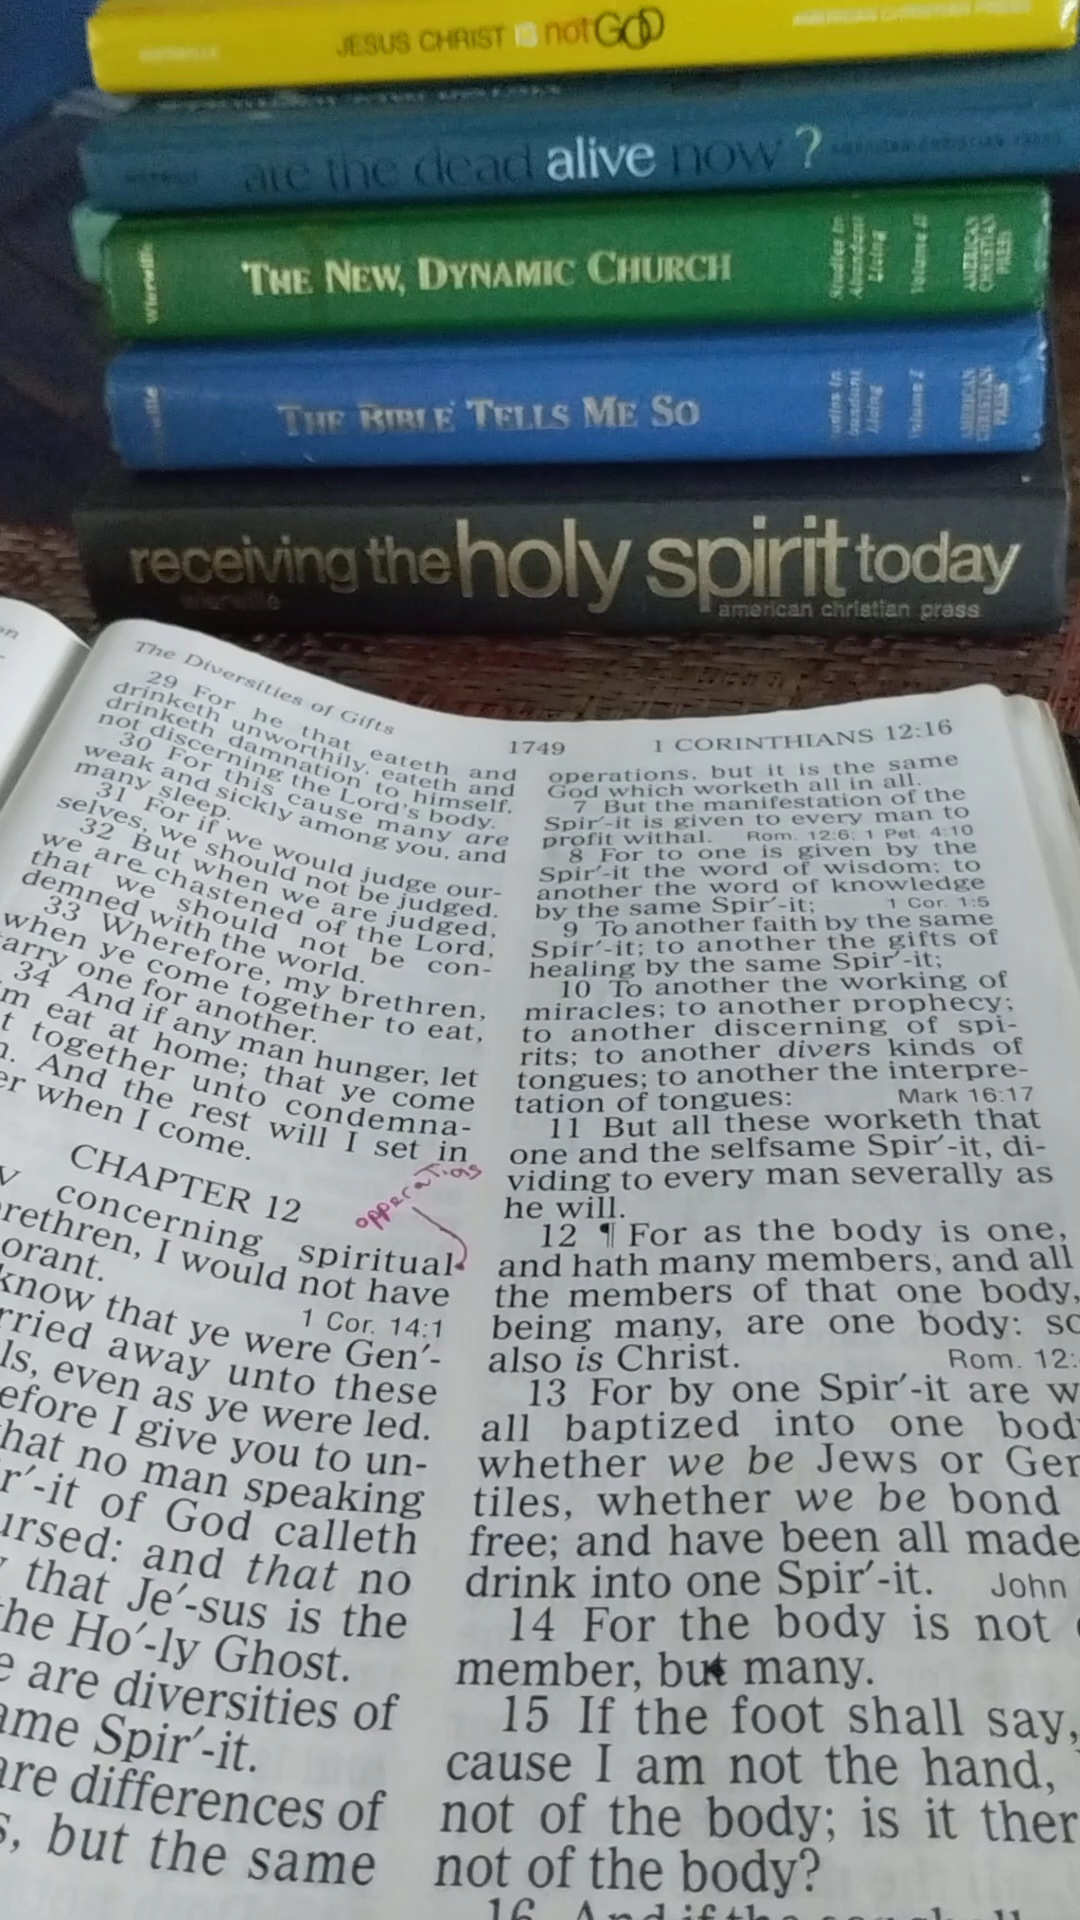 JESUS CHRIST IS not GOD
AMERICAN CHRISTIAN PRESS
are the dead alive now ?
Wierwille
THE NEW, DYNAMIC CHURCH
Studies in
Abundant
Living
Volume II
AMERICAN
CHRISTIAN
PRESS
THE BIBLE TELLS ME SO
Volume I
AMERICAN
CHRISTIAN
PRESS
receiving the holy spirit today
wierwille
american christian press
The Diversities of Gifts
1749
I CORINTHIANS 12:16
29 For he that eateth and
drinketh unworthily, eateth and
drinketh damnation to himself,
not discerning the Lord's body.
30 For this cause many are
weak and sickly among you, and
many sleep.
31 For if we would judge our-
selves, we should not be judged.
32 But when we are judged,
we are chastened of the Lord,
that we should not be con-
demned with the world.
33 Wherefore, my brethren,
when ye come together to eat,
arry one for another.
34 And if any man hunger, let
m eat at home; that ye come
t together unto condemna-
n. And the rest will I set in
er when I come.
CHAPTER 12
opperations
concerning spiritual
rethren, I would not have
orant.
1 Cor. 14:1
know that ye were Gen′-
rried away unto these
ls, even as ye were led.
efore I give you to un-
hat no man speaking
r′-it of God calleth
ursed: and that no
that Je′-sus is the
he Ho′-ly Ghost.
e are diversities of
ame Spir′-it.
are differences of
s, but the same
operations, but it is the same
God which worketh all in all.
7 But the manifestation of the
Spir′-it is given to every man to
profit withal. Rom. 12:6; 1 Pet. 4:10
8 For to one is given by the
Spir′-it the word of wisdom; to
another the word of knowledge
by the same Spir′-it; 1 Cor. 1:5
9 To another faith by the same
Spir′-it; to another the gifts of
healing by the same Spir′-it;
10 To another the working of
miracles; to another prophecy;
to another discerning of spi-
rits; to another divers kinds of
tongues; to another the interpre-
tation of tongues: Mark 16:17
11 But all these worketh that
one and the selfsame Spir′-it, di-
viding to every man severally as
he will.
12 ¶ For as the body is one,
and hath many members, and all
the members of that one body,
being many, are one body: so
also is Christ. Rom. 12:
13 For by one Spir′-it are w
all baptized into one bod
whether we be Jews or Gen
tiles, whether we be bond
free; and have been all made
drink into one Spir′-it. John
14 For the body is not
member, but many.
15 If the foot shall say,
cause I am not the hand,
not of the body; is it ther
not of the body?